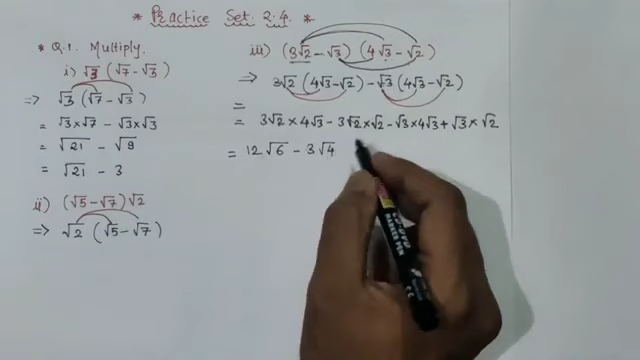 * Practice Set 2.4. *
* Q.1. Multiply.
i) √3 (√7 - √3)
=> √3 (√7 - √3)
= √3 × √7 - √3 × √3
= √21 - √9
= √21 - 3
ii) (√5 - √7) √2
=> √2 (√5 - √7)
iii) (3√2 - √3) (4√3 - √2)
=> 3√2 (4√3 - √2) - √3 (4√3 - √2)
=
= 3√2 × 4√3 - 3√2 × √2 - √3 × 4√3 + √3 × √2
= 12√6 - 3√4
MARKER PEN